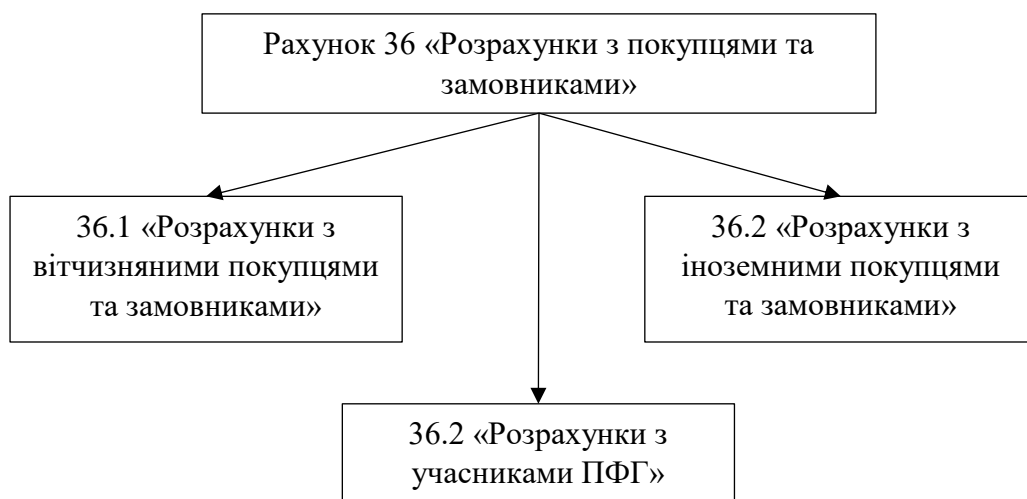 Рахунок 36 «Розрахунки з покупцями та
замовниками»
36.1 «Розрахунки з
вітчизняними покупцями
та замовниками»
36.2 «Розрахунки з
іноземними покупцями
та замовниками»
36.2 «Розрахунки з
учасниками ПФГ»